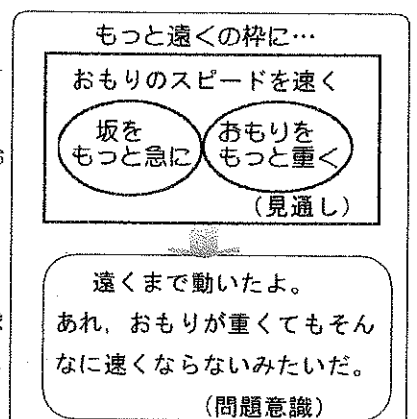 もっと遠くの枠に…
おもりのスピードを速く
坂を
もっと急に
おもりを
もっと重く
(見通し)
遠くまで動いたよ。
あれ,おもりが重くてもそん
なに速くならないみたいだ。
(問題意識)